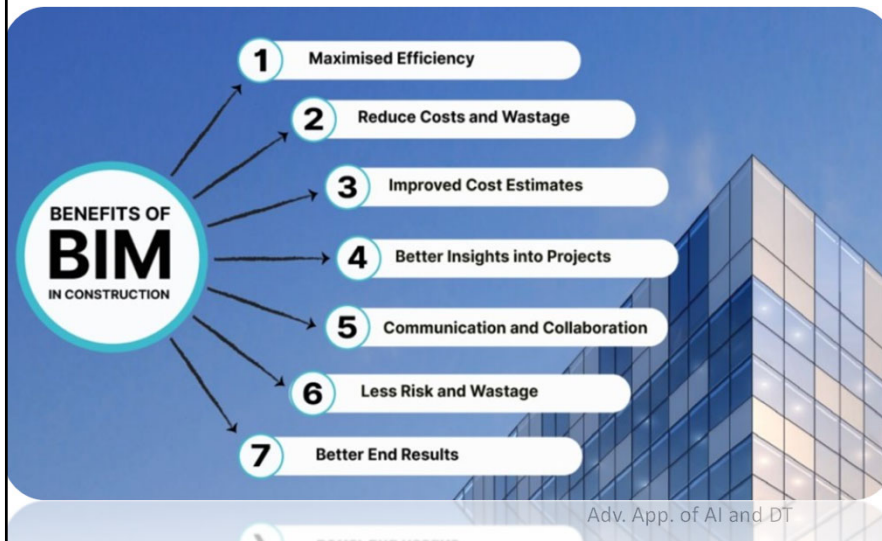 BENEFITS OF
BIM
IN CONSTRUCTION
1 Maximised Efficiency
2 Reduce Costs and Wastage
3 Improved Cost Estimates
4 Better Insights into Projects
5 Communication and Collaboration
6 Less Risk and Wastage
7 Better End Results
Adv. App. of AI and DT